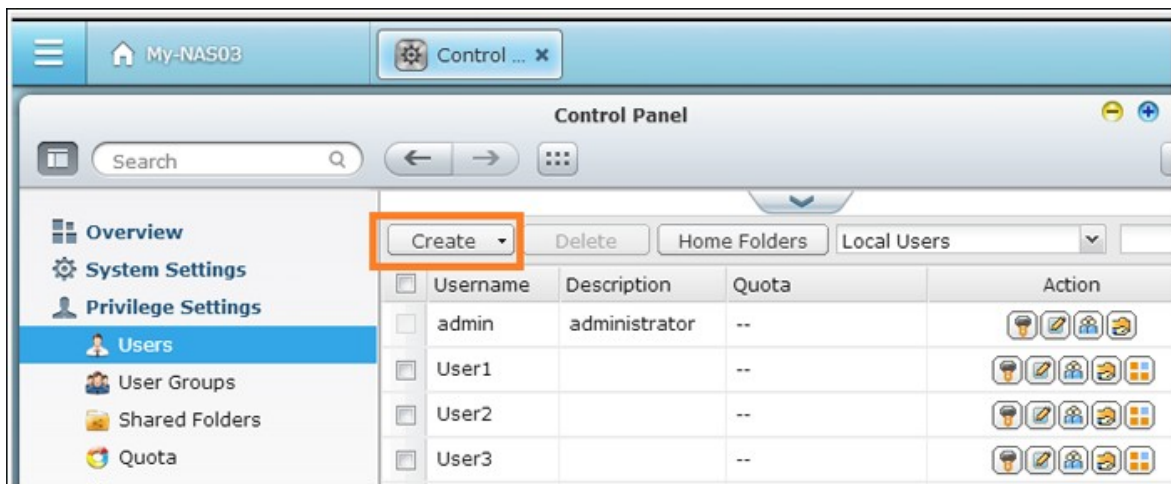 My-NAS03 Control ...
Control Panel
Search
Overview
System Settings
Privilege Settings
Users
User Groups
Shared Folders
Quota
Create Delete Home Folders Local Users
Username Description Quota Action
admin administrator --
User1 --
User2 --
User3 --